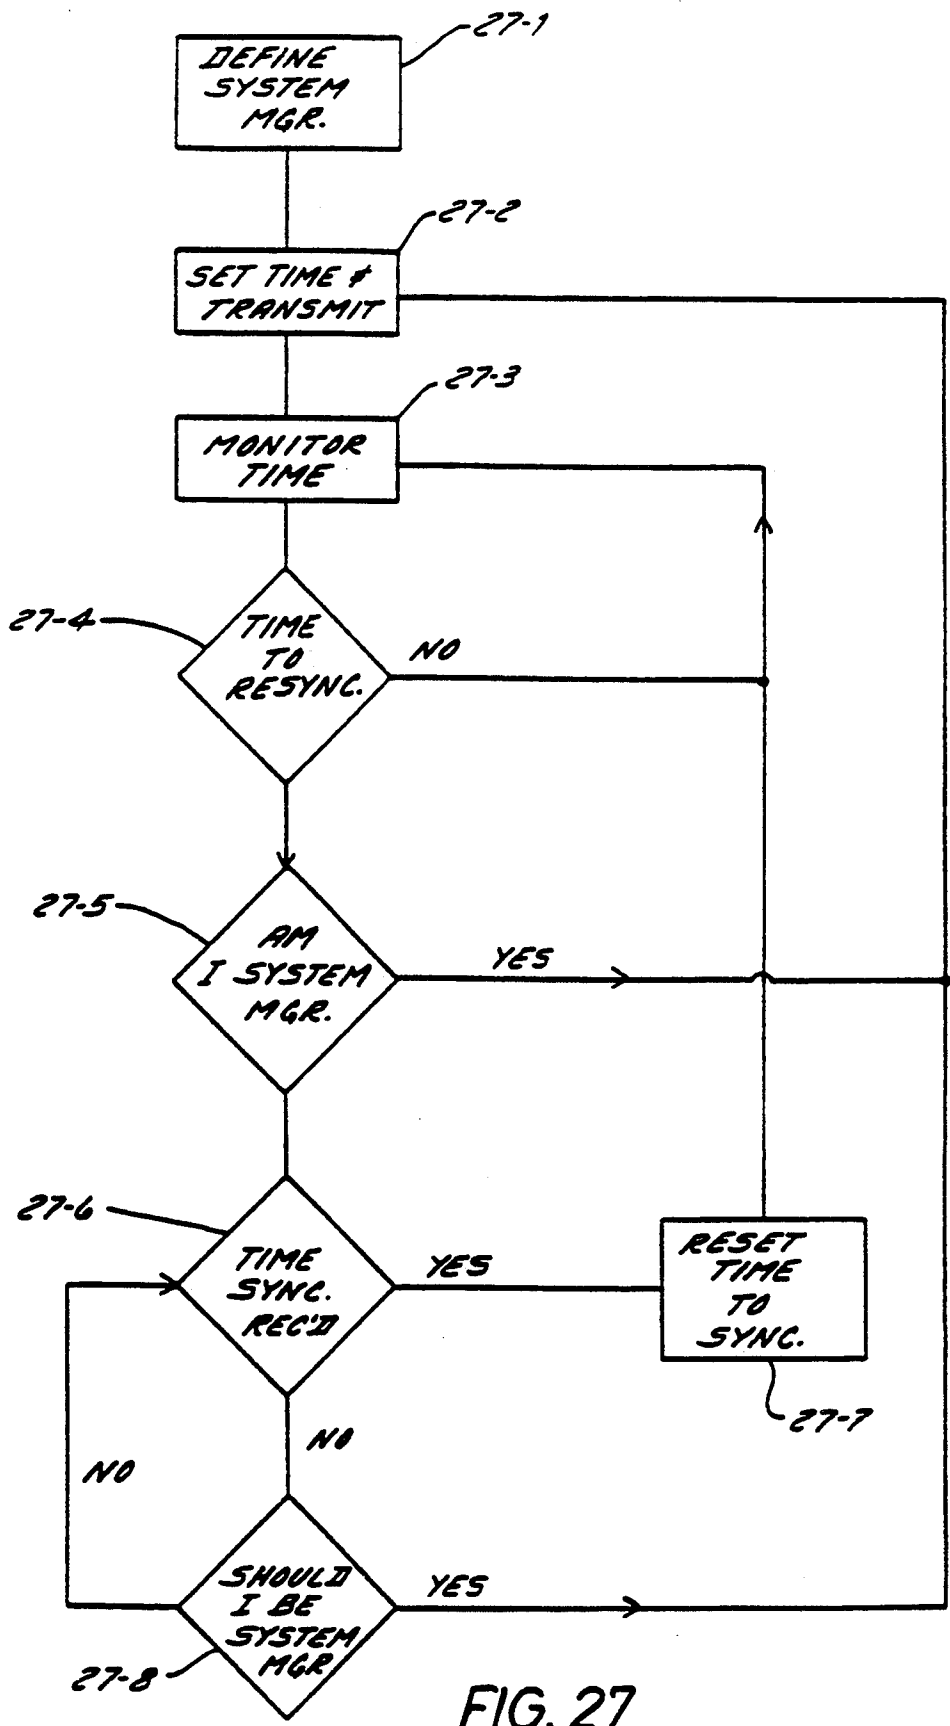 27-1
DEFINE
SYSTEM
MGR.
27-2
SET TIME &
TRANSMIT
27-3
MONITOR
TIME
27-4
TIME
TO
RESYNC.
NO
27-5
AM
I SYSTEM
MGR.
YES
27-6
TIME
SYNC.
REC'D
YES
RESET
TIME
TO
SYNC.
27-7
NO
NO
SHOULD
I BE
SYSTEM
MGR
YES
27-8
FIG. 27